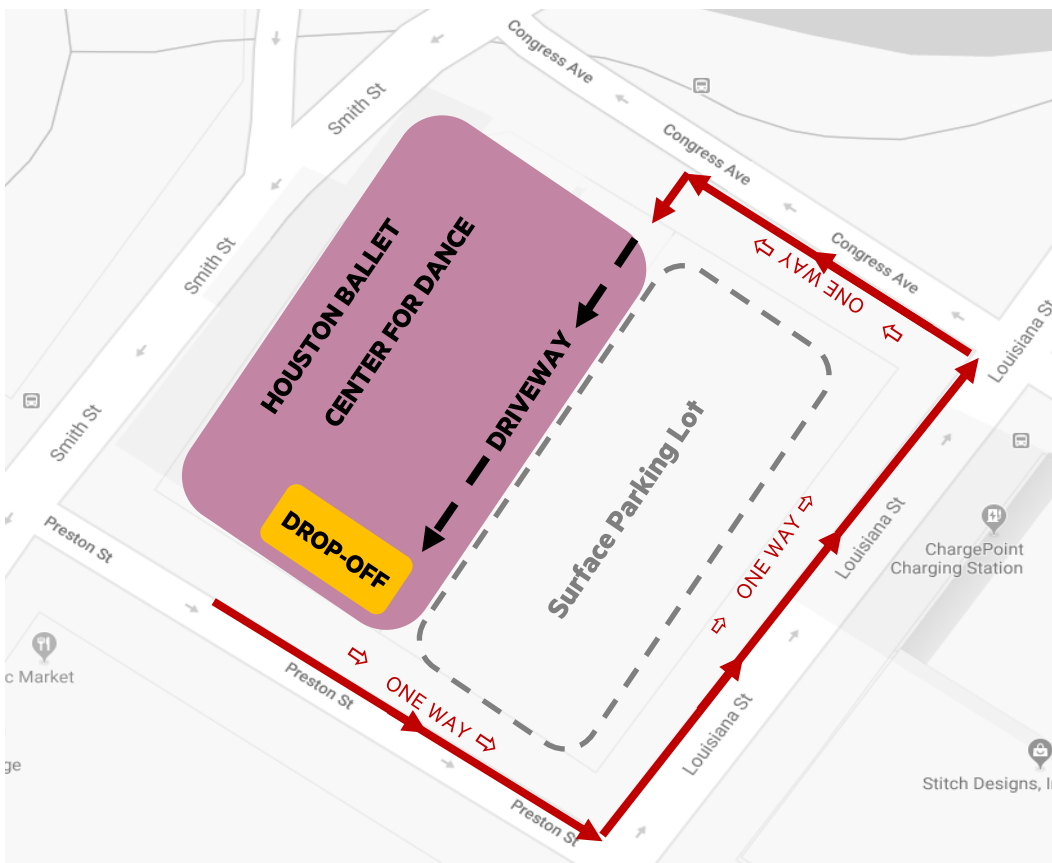 Congress Ave
Smith St
Congress Ave
Smith St
Congress Ave
HOUSTON BALLET
CENTER FOR DANCE
ONE WAY
Louisiana St
DRIVEWAY
Smith St
Surface Parking Lot
DROP-OFF
Preston St
ONE WAY
Louisiana St
ChargePoint
Charging Station
c Market
Preston St
ONE WAY
Louisiana St
ge
Stitch Designs, I
Preston St